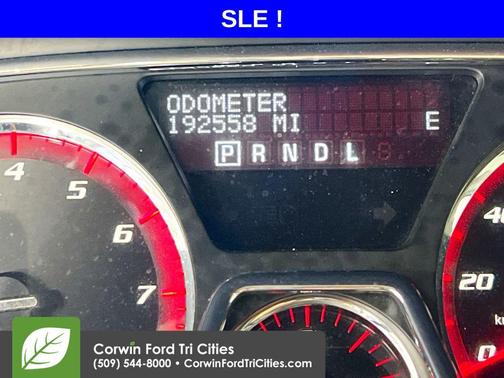 SLE !
ODOMETER
192558 MI E
P R N D L
4
5
6
7
40
20
0
Corwin Ford Tri Cities
(509) 544-8000 • CorwinFordTriCities.com